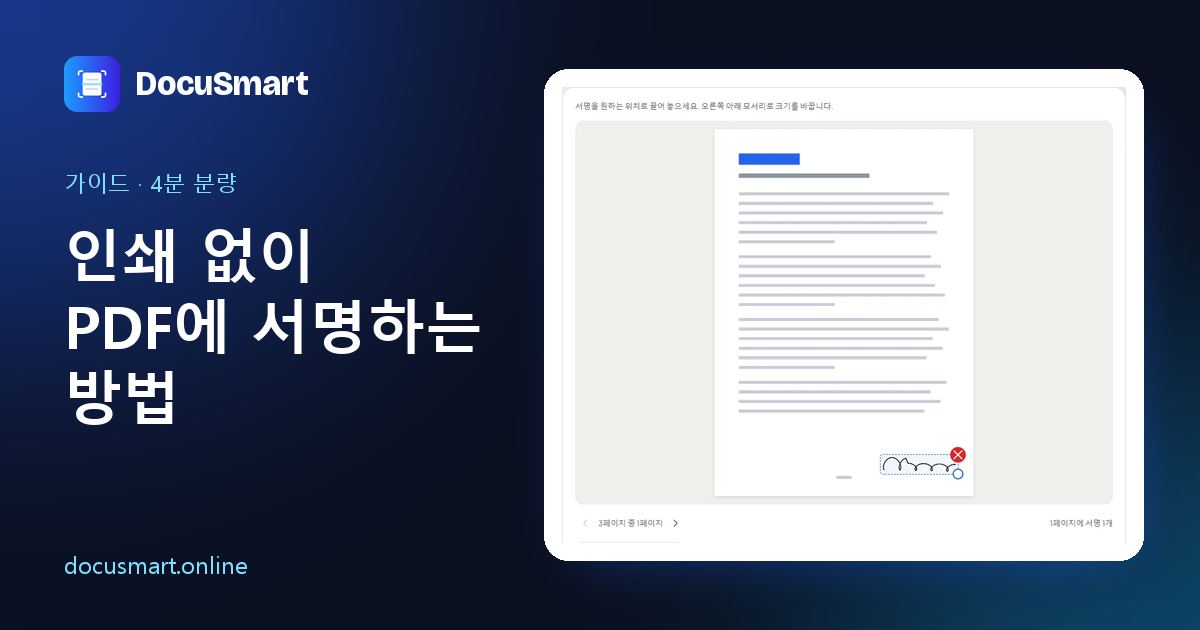 DocuSmart
가이드 · 4분 분량
인쇄 없이
PDF에 서명하는
방법
docusmart.online
서명을 원하는 위치로 끌어 놓으세요. 오른쪽 아래 모서리로 크기를 바꿉니다.
3페이지 중 1페이지
1페이지에 서명 1개